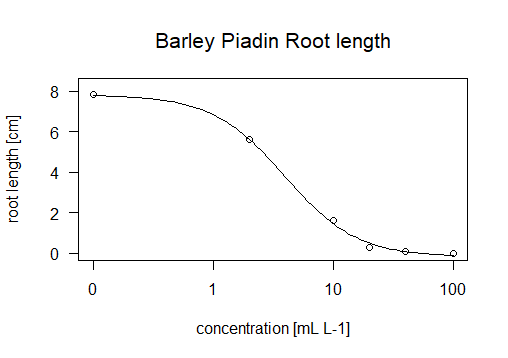 Barley Piadin Root length
root length [cm]
8
6
4
2
0
0 1 10 100
concentration [mL L-1]